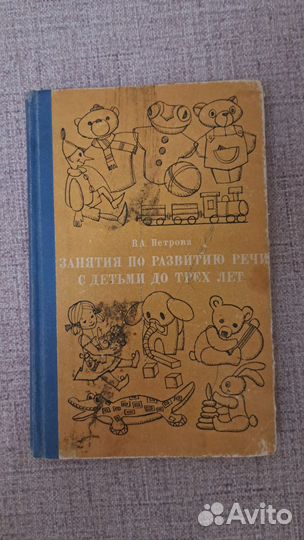 В.А. Петрова
ЗАНЯТИЯ ПО РАЗВИТИЮ РЕЧИ
С ДЕТЬМИ ДО ТРЕХ ЛЕТ
Avito